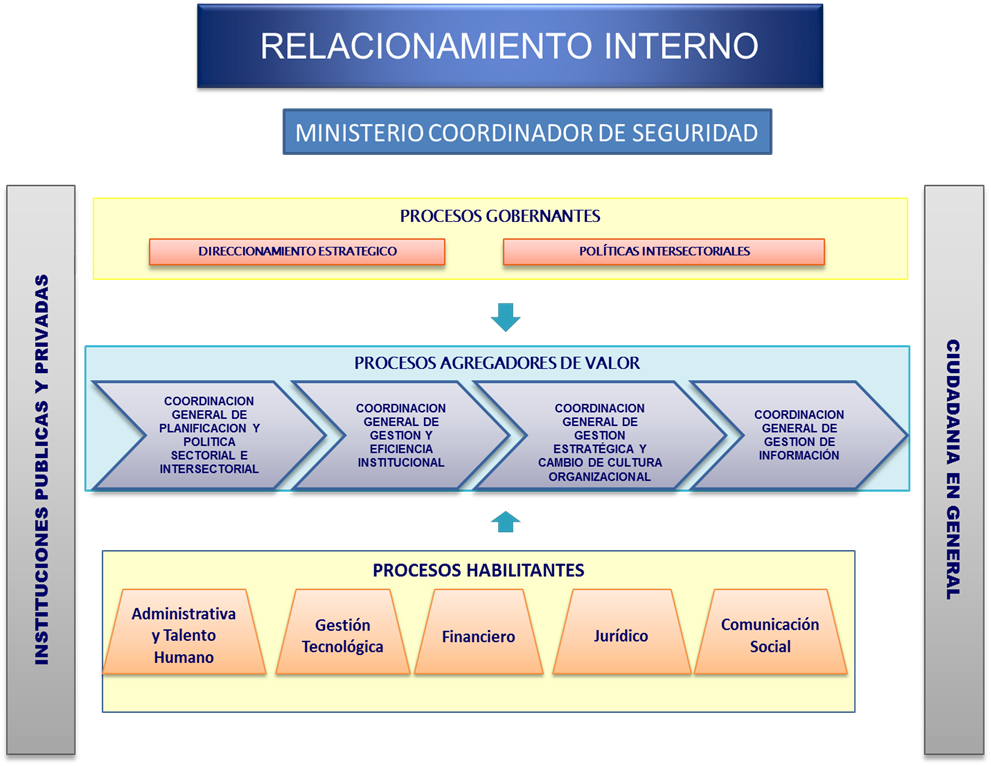 RELACIONAMIENTO INTERNO
MINISTERIO COORDINADOR DE SEGURIDAD
INSTITUCIONES PUBLICAS Y PRIVADAS
PROCESOS GOBERNANTES
DIRECCIONAMIENTO ESTRATEGICO
POLÍTICAS INTERSECTORIALES
PROCESOS AGREGADORES DE VALOR
COORDINACION
GENERAL DE
PLANIFICACION Y
POLITICA
SECTORIAL E
INTERSECTORIAL
COORDINACION
GENERAL DE
GESTION Y
EFICIENCIA
INSTITUCIONAL
COORDINACION
GENERAL DE
GESTION
ESTRATÉGICA Y
CAMBIO DE CULTURA
ORGANIZACIONAL
COORDINACION
GENERAL DE
GESTION DE
INFORMACIÓN
PROCESOS HABILITANTES
Administrativa
y Talento
Humano
Gestión
Tecnológica
Financiero
Jurídico
Comunicación
Social
CIUDADANIA EN GENERAL